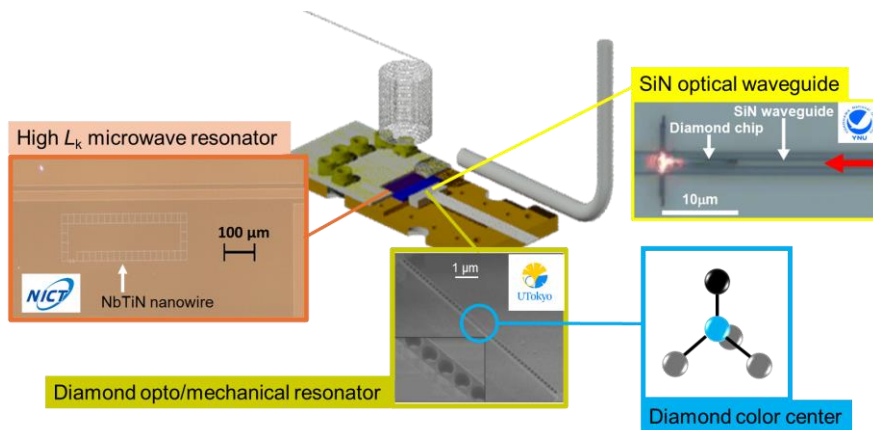 SiN optical waveguide
SiN waveguide
Diamond chip
YNU
10μm
High Lk microwave resonator
100 μm
NICT
NbTiN nanowire
1 μm
UTokyo
Diamond opto/mechanical resonator
Diamond color center